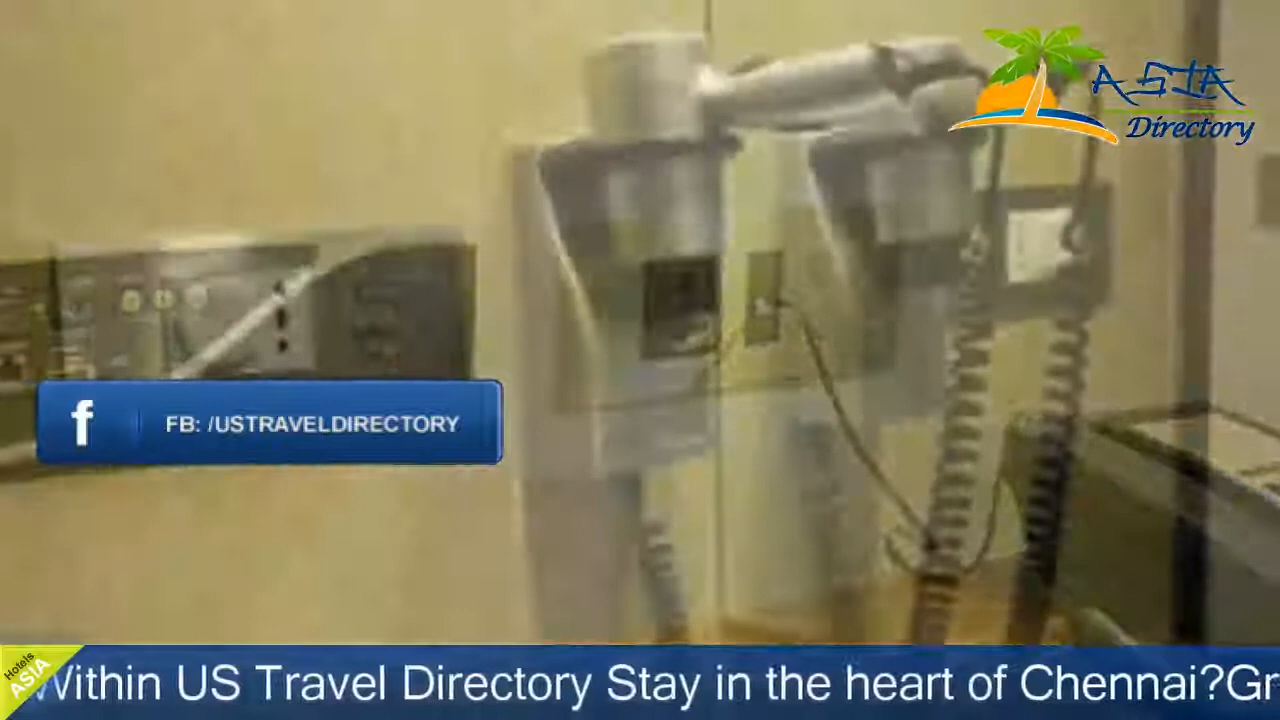 ASIA
Directory
FB: /USTRAVELDIRECTORY
Hotels
ASIA
Within US Travel Directory Stay in the heart of Chennai?Gr